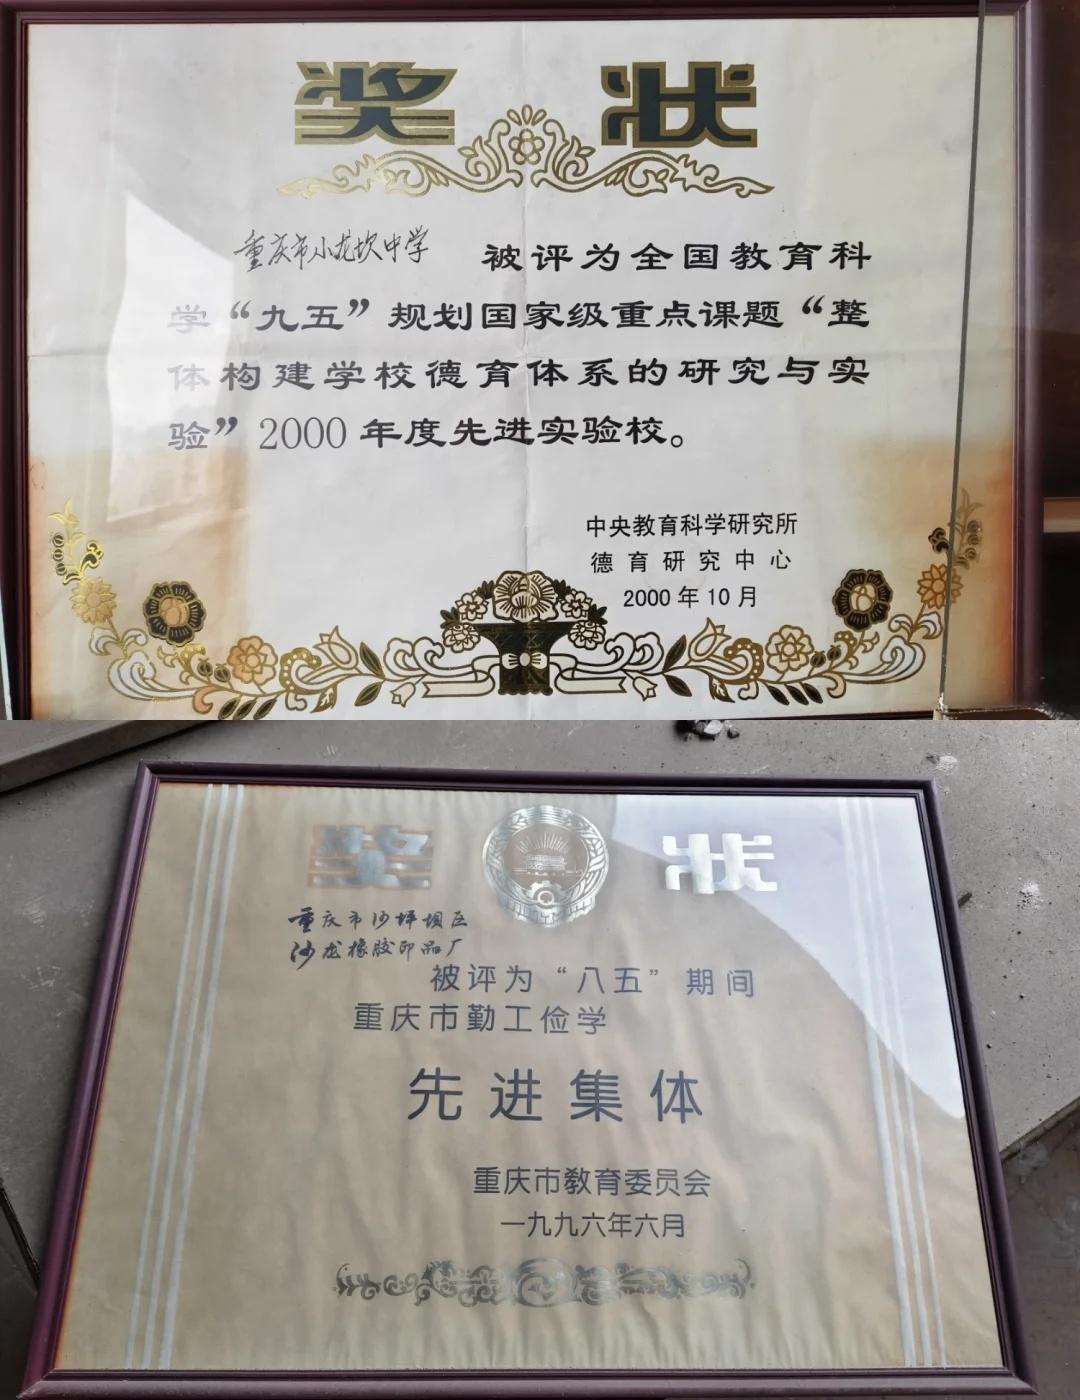 奖 状
重庆市小龙坎中学 被评为全国教育科
学“九五”规划国家级重点课题“整
体构建学校德育体系的研究与实
验”2000年度先进实验校。
中央教育科学研究所
德育研究中心
2000年10月
奖 状
重庆市沙坪坝区
沙龙橡胶印品厂
被评为“八五”期间
重庆市勤工俭学
先进集体
重庆市教育委员会
一九九六年六月